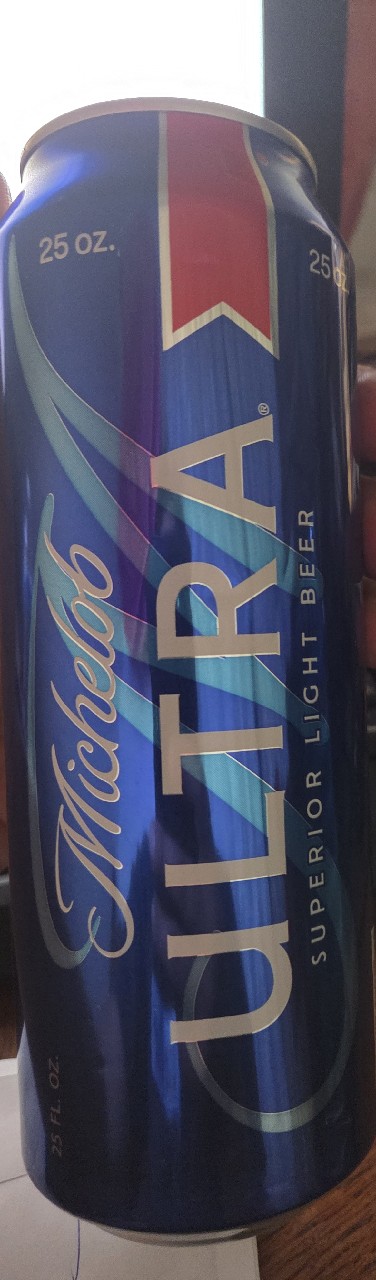 25 OZ.
25 OZ.
Michelob
ULTRA®
SUPERIOR LIGHT BEER
25 FL. OZ.